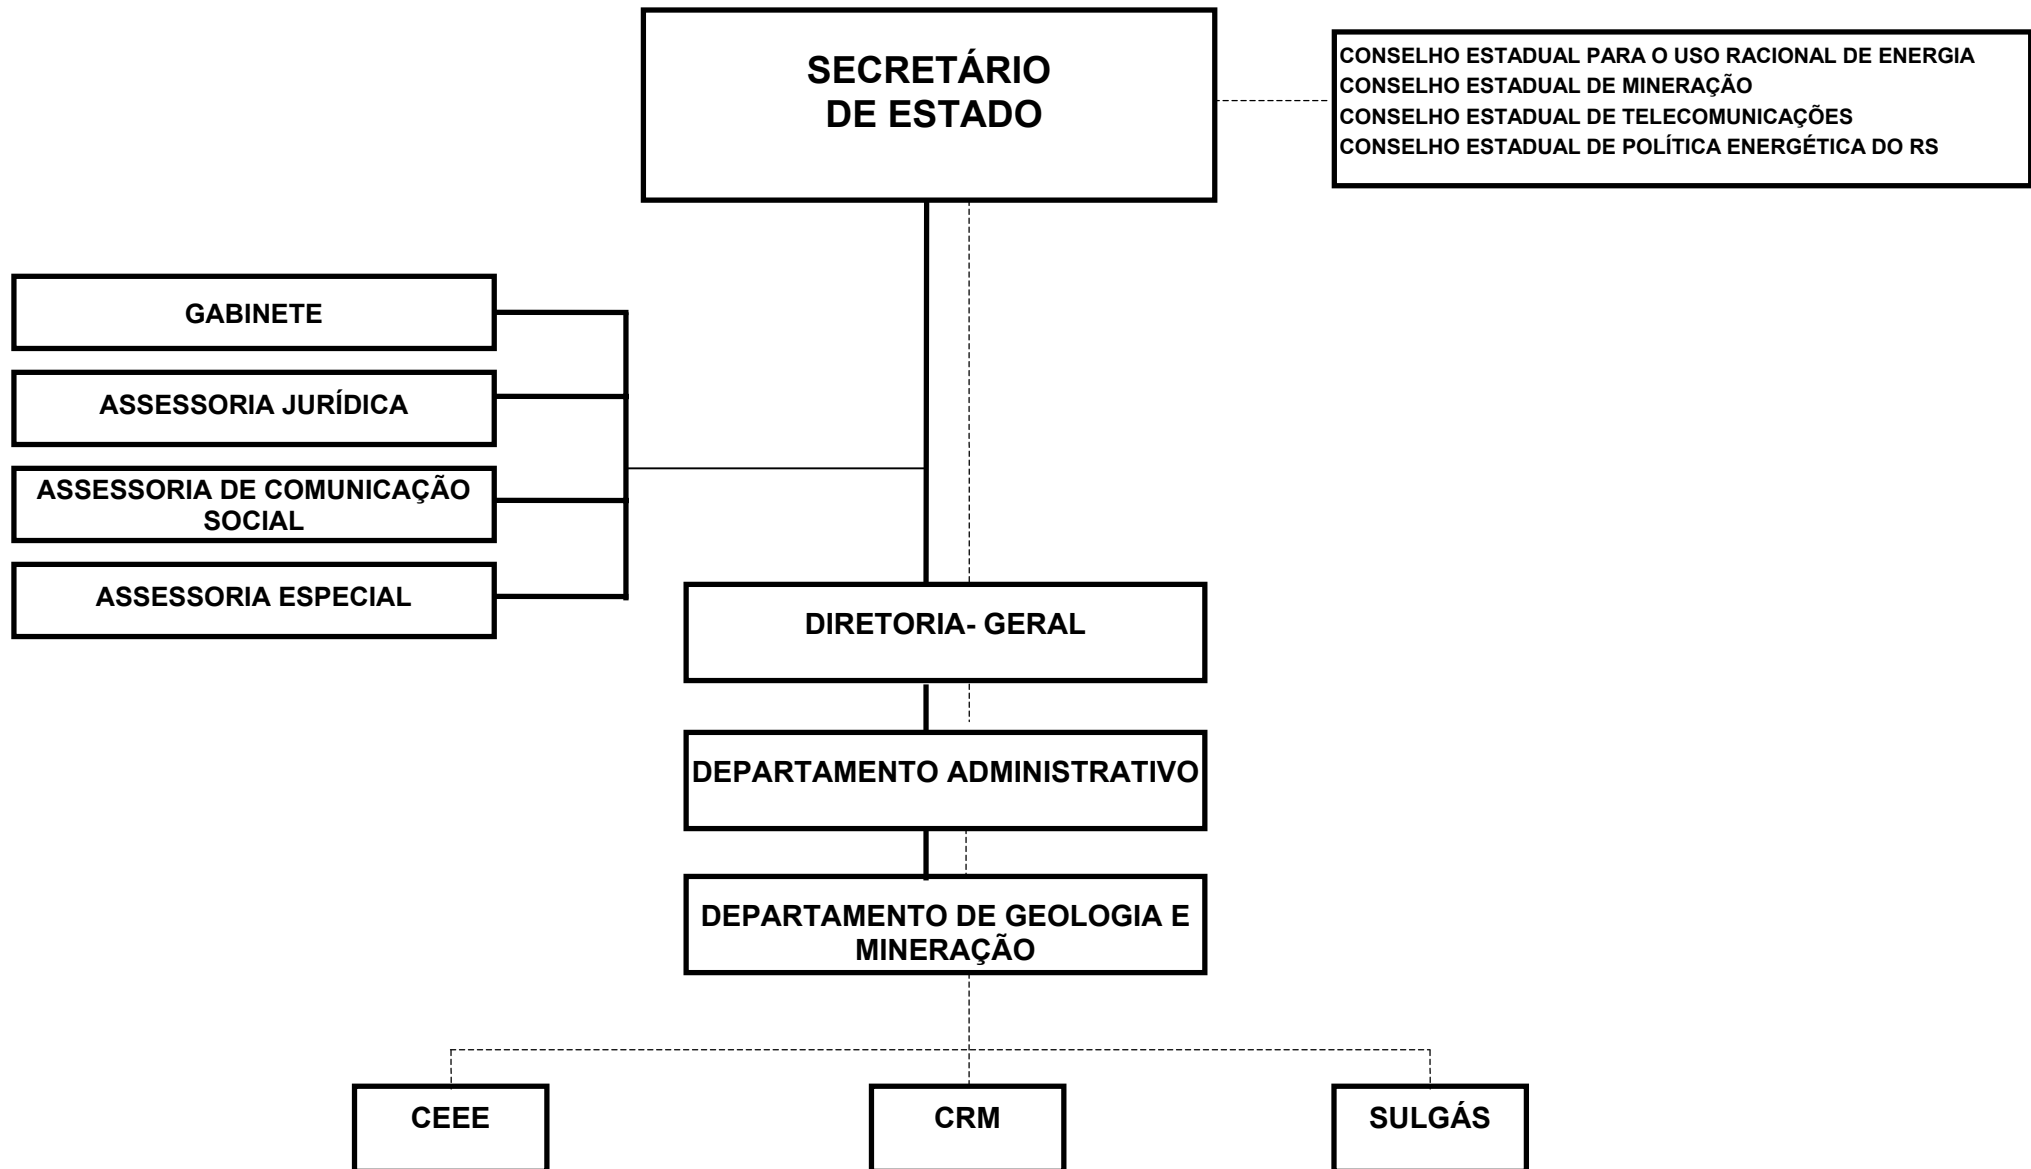 SECRETÁRIO
DE ESTADO
CONSELHO ESTADUAL PARA O USO RACIONAL DE ENERGIA
CONSELHO ESTADUAL DE MINERAÇÃO
CONSELHO ESTADUAL DE TELECOMUNICAÇÕES
CONSELHO ESTADUAL DE POLÍTICA ENERGÉTICA DO RS
GABINETE
ASSESSORIA JURÍDICA
ASSESSORIA DE COMUNICAÇÃO
SOCIAL
ASSESSORIA ESPECIAL
DIRETORIA- GERAL
DEPARTAMENTO ADMINISTRATIVO
DEPARTAMENTO DE GEOLOGIA E
MINERAÇÃO
CEEE
CRM
SULGÁS